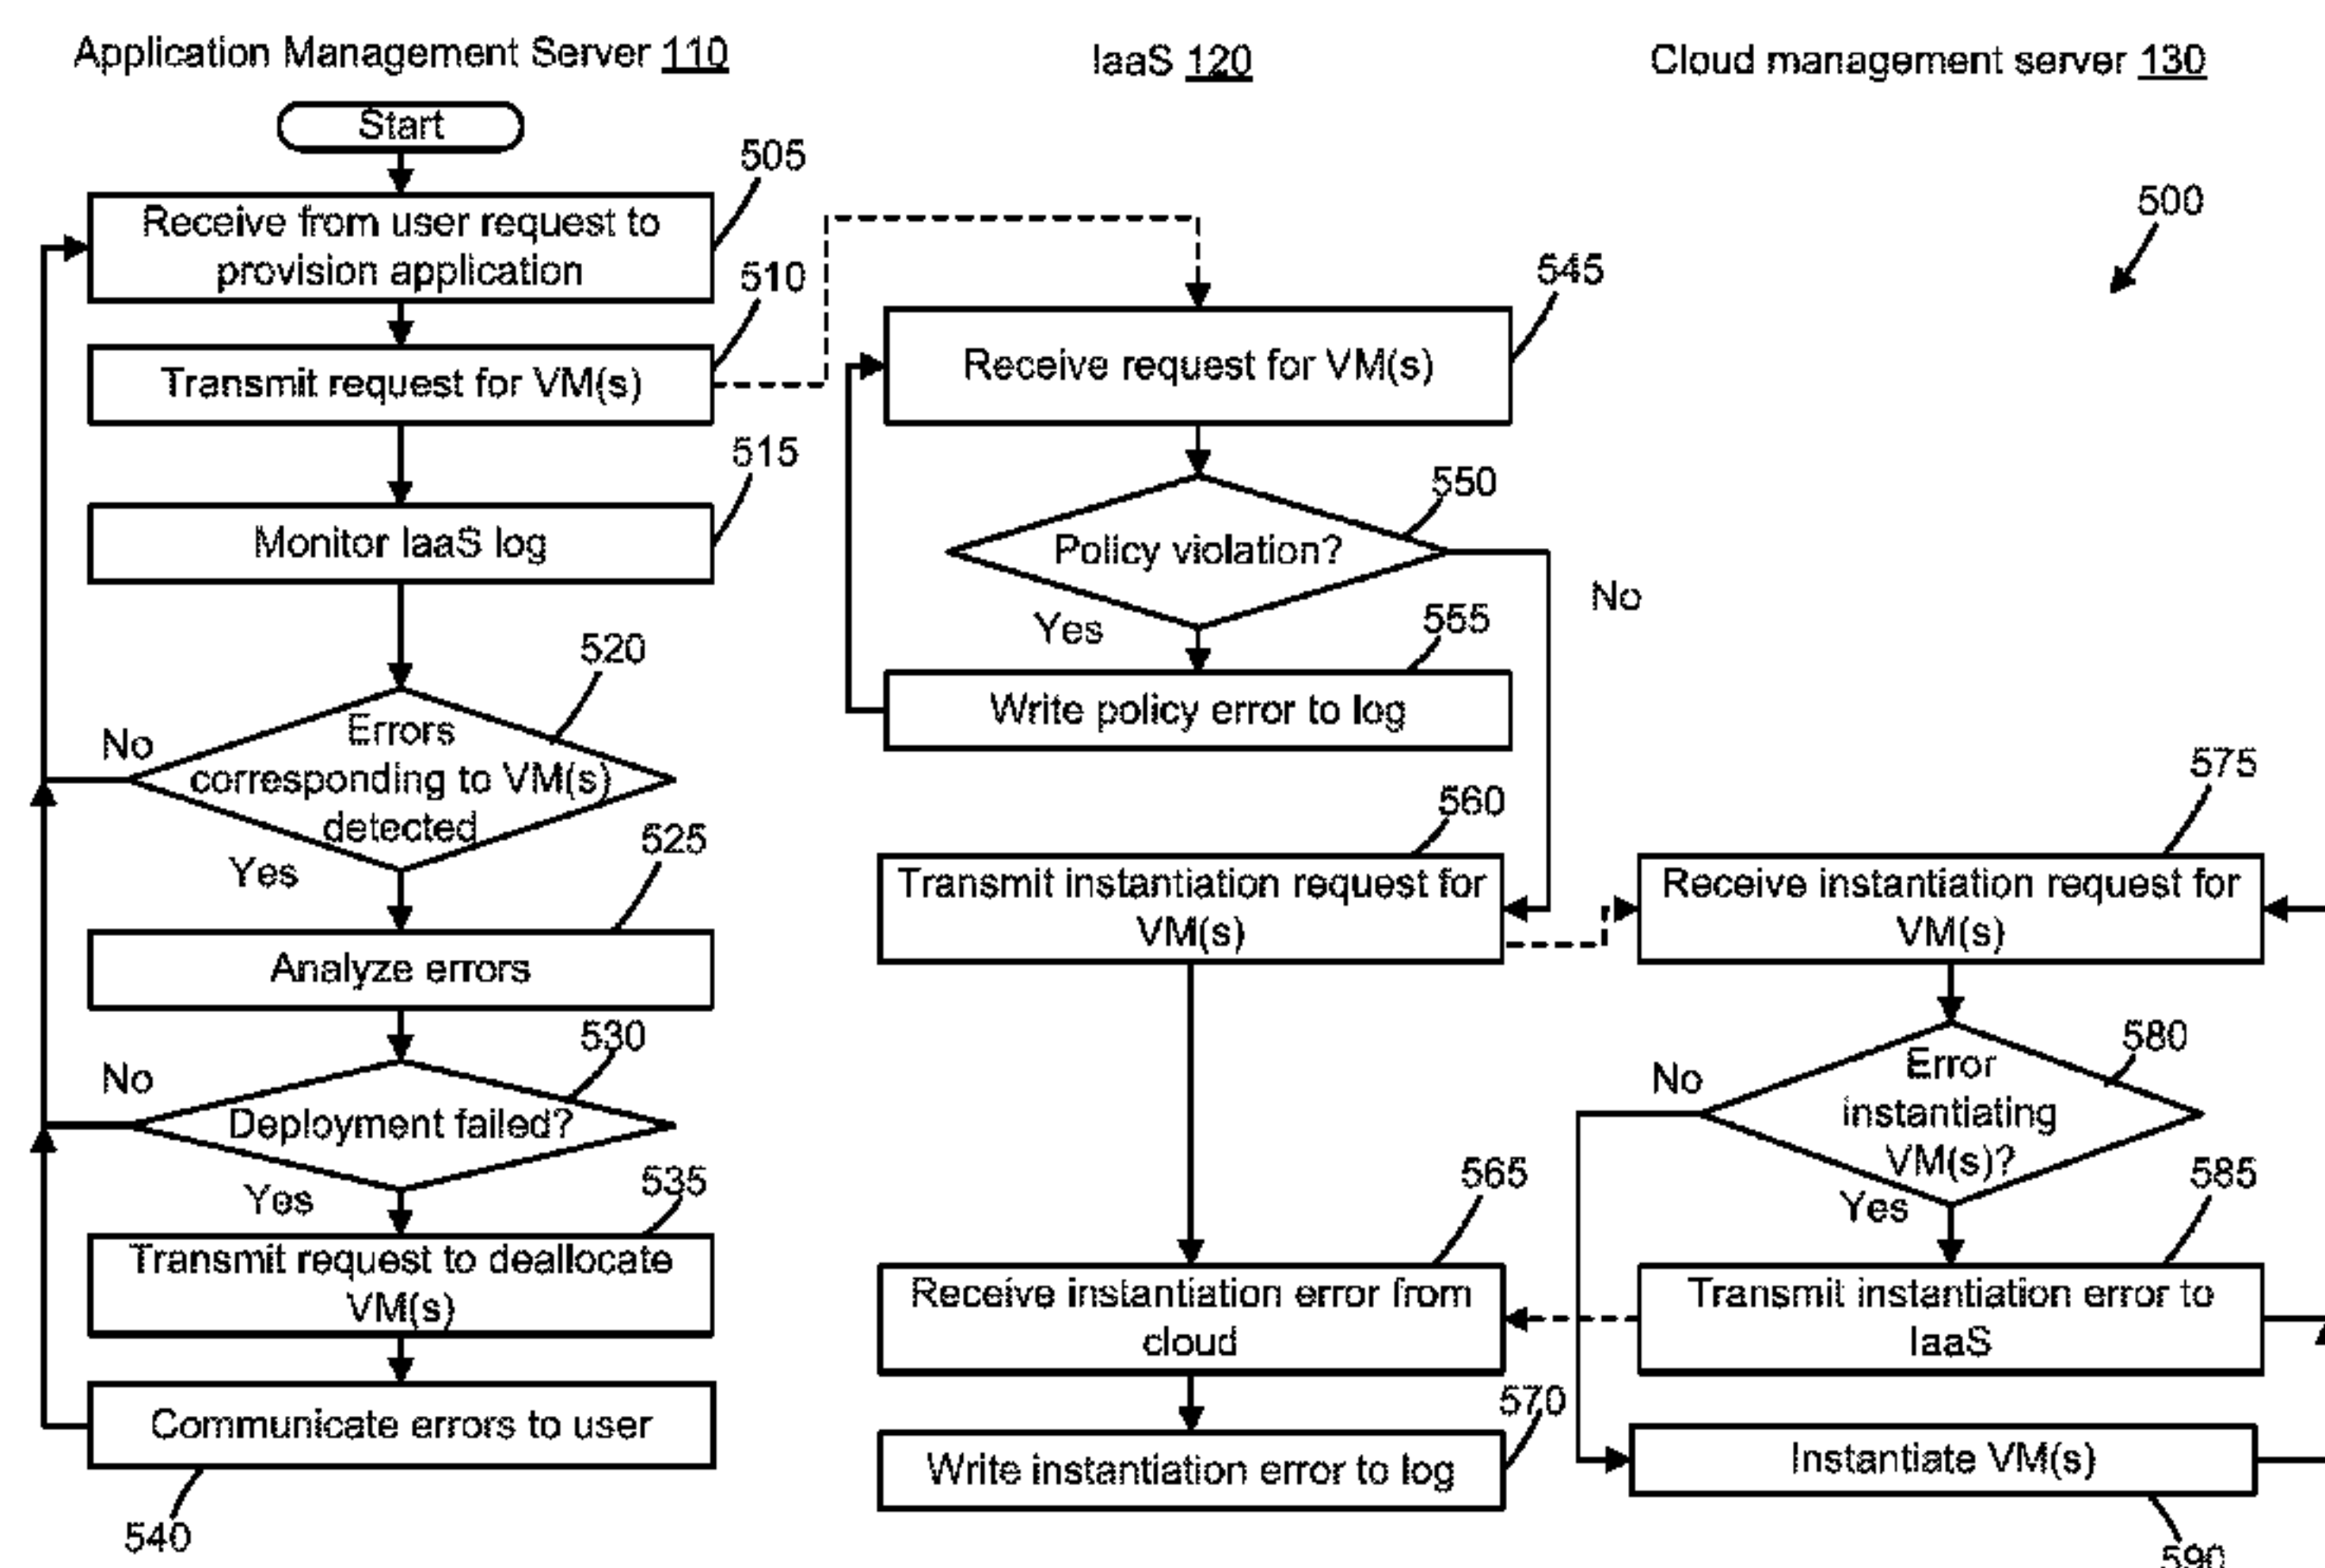 Application Management Server 110
IaaS 120
Cloud management server 130
Start
505
Receive from user request to
provision application
500
510
545
Transmit request for VM(s)
Receive request for VM(s)
515
550
Monitor IaaS log
Policy violation?
No
Yes
555
520
Write policy error to log
Errors
corresponding to VM(s)
detected
No
Yes
575
560
525
Transmit instantiation request for
VM(s)
Receive instantiation request for
VM(s)
Analyze errors
530
580
No
Deployment failed?
Yes
Error
instantiating
VM(s)?
No
Yes
535
565
585
Transmit request to deallocate
VM(s)
Receive instantiation error from
cloud
Transmit instantiation error to
IaaS
570
Communicate errors to user
Write instantiation error to log
Instantiate VM(s)
540
590